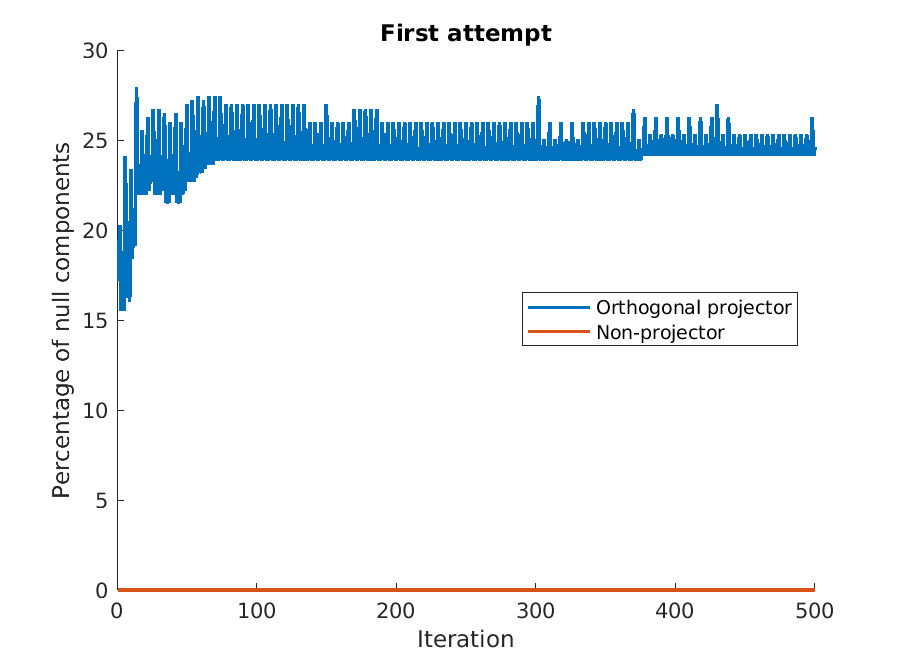 First attempt
30
25
20
15
10
5
0
Percentage of null components
Orthogonal projector
Non-projector
0 100 200 300 400 500
Iteration